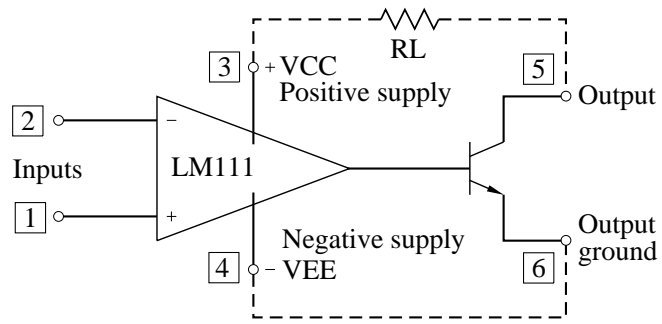 RL
3
+ VCC
Positive supply
5
Output
2
−
LM111
Inputs
1
+
Negative supply
4
− VEE
Output
ground
6